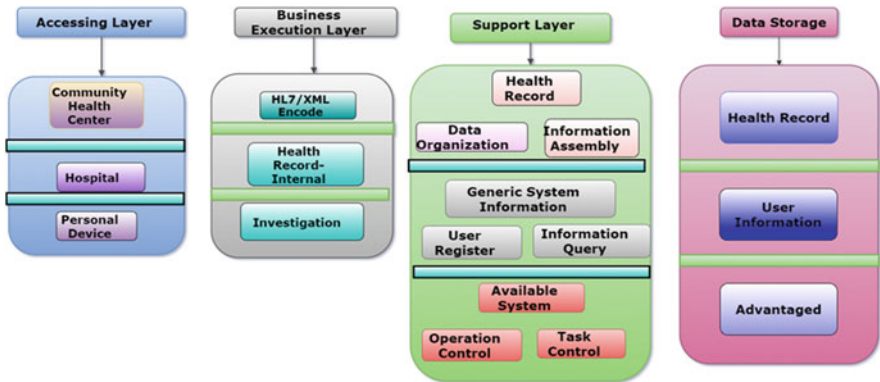 Accessing Layer
Community
Health
Center
Hospital
Personal
Device
Business
Execution Layer
HL7/XML
Encode
Health
Record-
Internal
Investigation
Support Layer
Health
Record
Data
Organization
Information
Assembly
Generic System
Information
User
Register
Information
Query
Available
System
Operation
Control
Task
Control
Data Storage
Health Record
User
Information
Advantaged